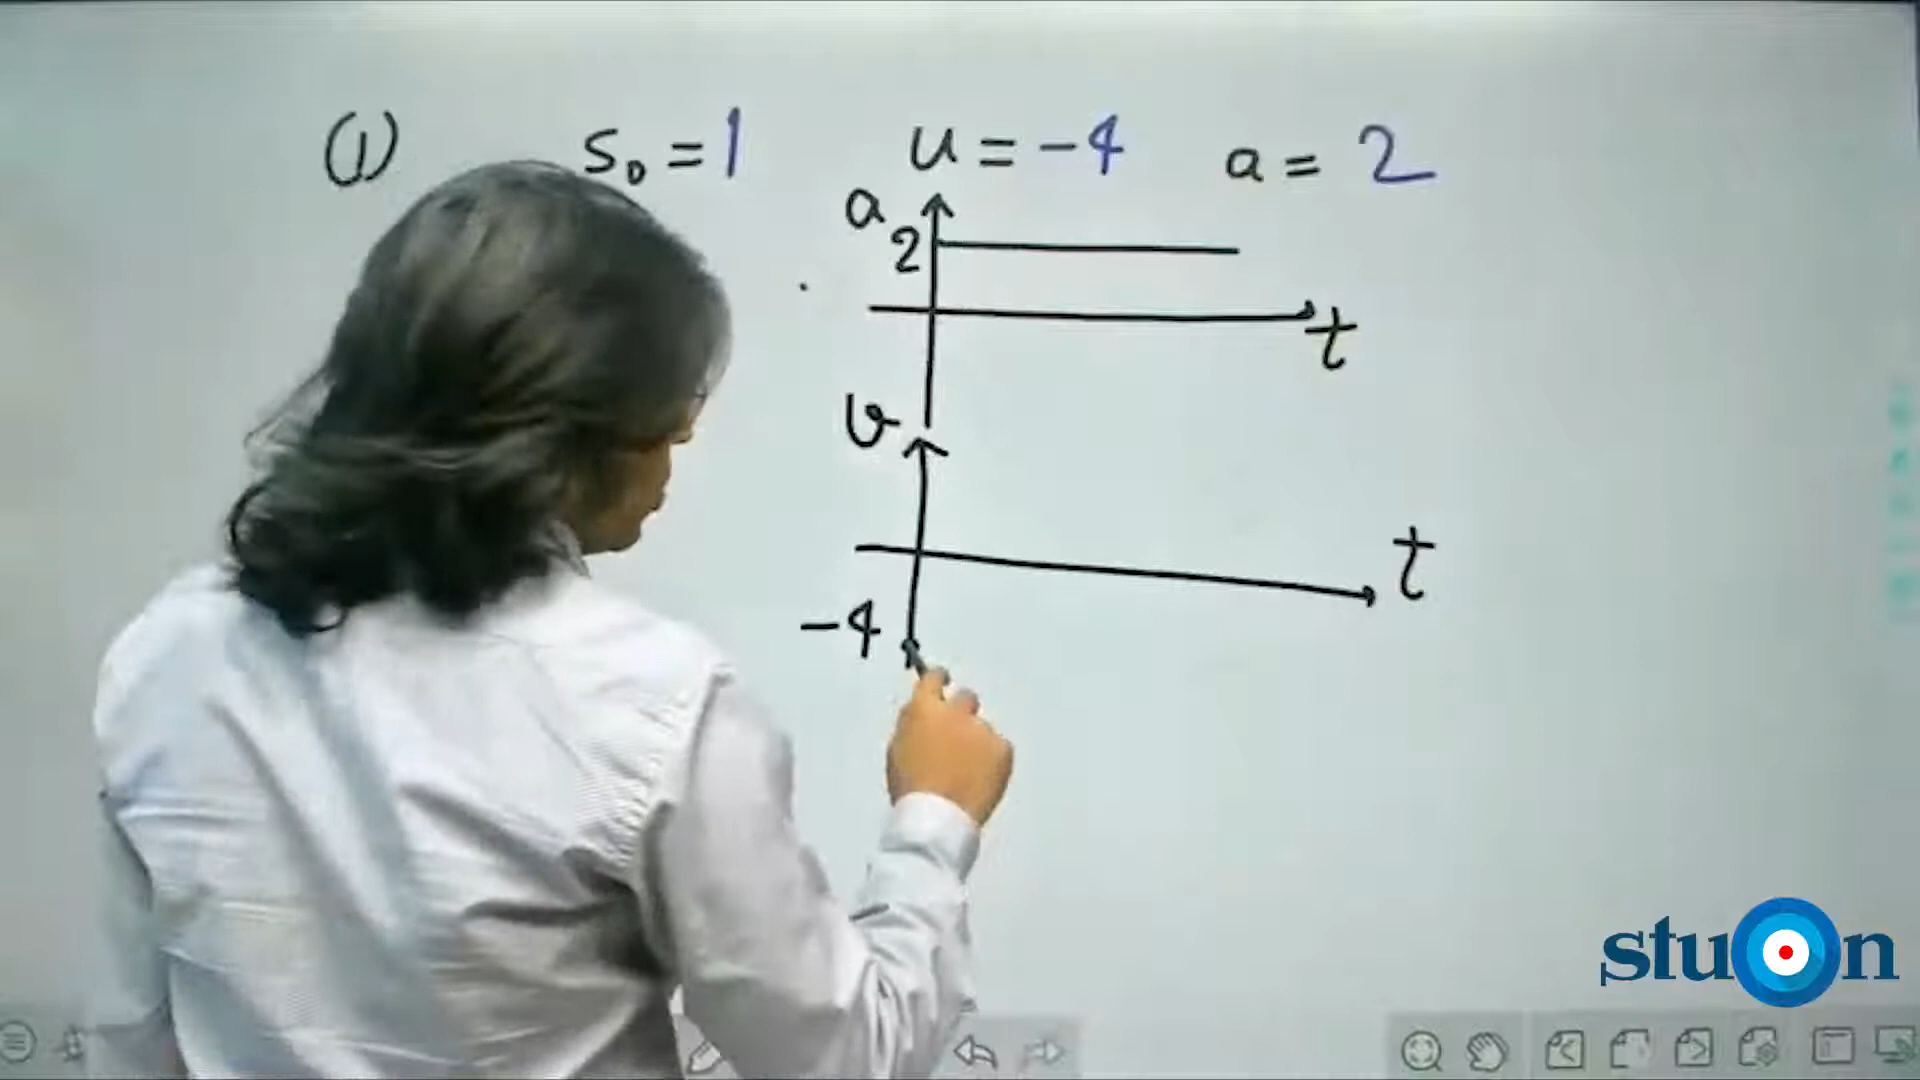 (1) s₀ = 1 u = -4 a = 2
a
2
t
v
t
-4
stuOn